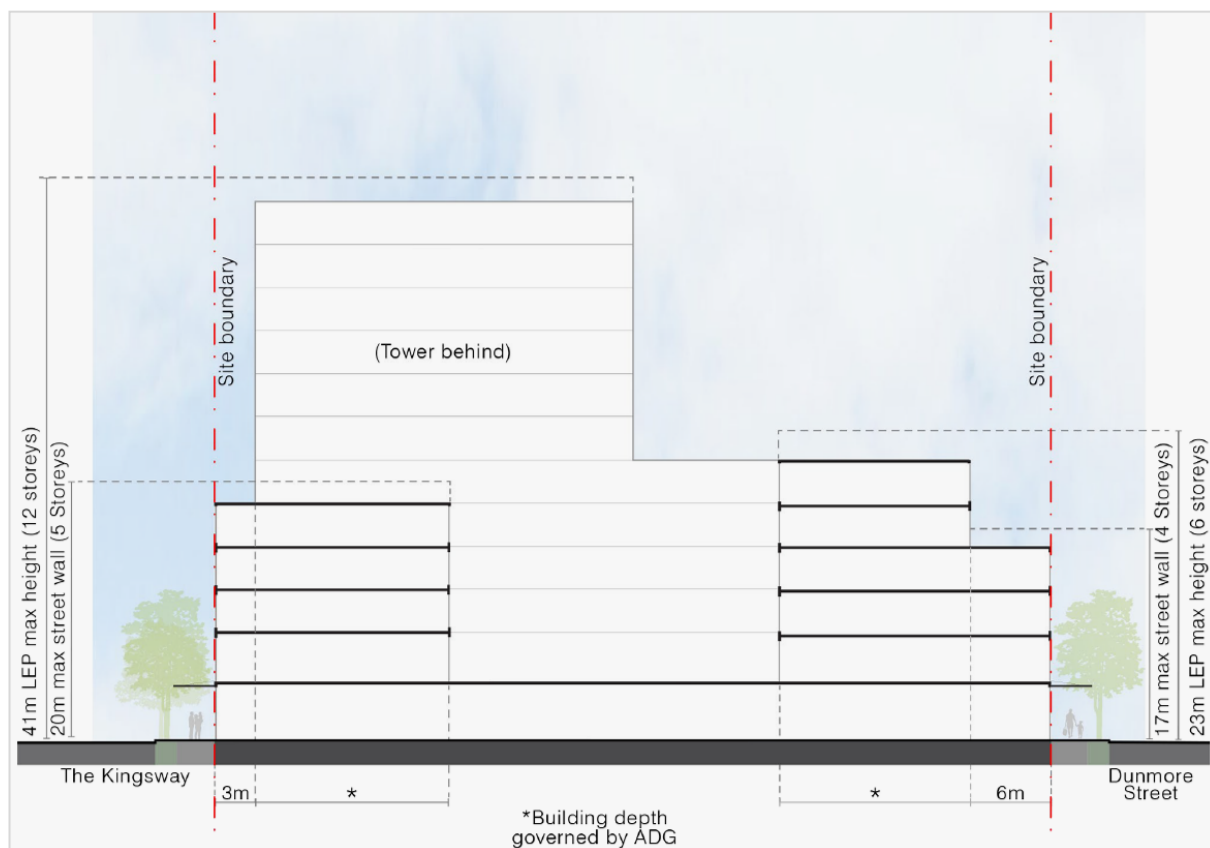 41m LEP max height (12 storeys)
20m max street wall (5 Storeys)
Site boundary
(Tower behind)
Site boundary
17m max street wall (4 Storeys)
23m LEP max height (6 storeys)
The Kingsway
3m
*
*Building depth
governed by ADG
*
6m
Dunmore
Street